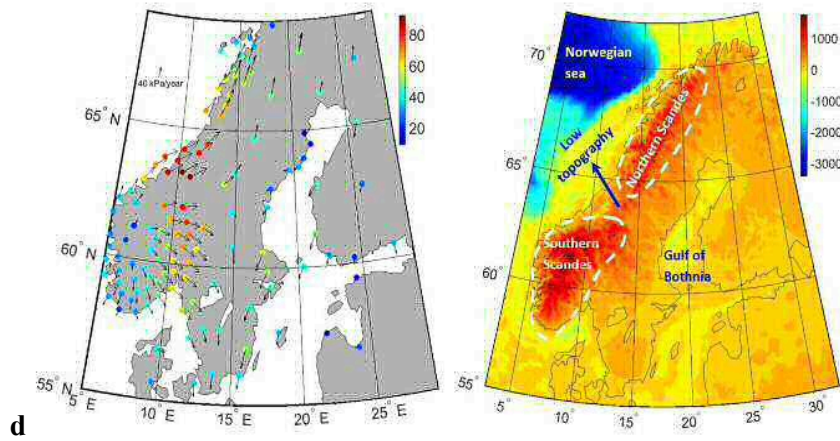 80
60
40
20
40 kPa/year
65° N
60° N
55° N
5° E
10° E
15° E
20° E
25° E
d
1000
0
-1000
-2000
-3000
70°
65°
60°
55°
5°
10°
15°
20°
25°
30°
Norwegian
sea
Low
topography
Northern Scandes
Southern
Scandes
Gulf of
Bothnia